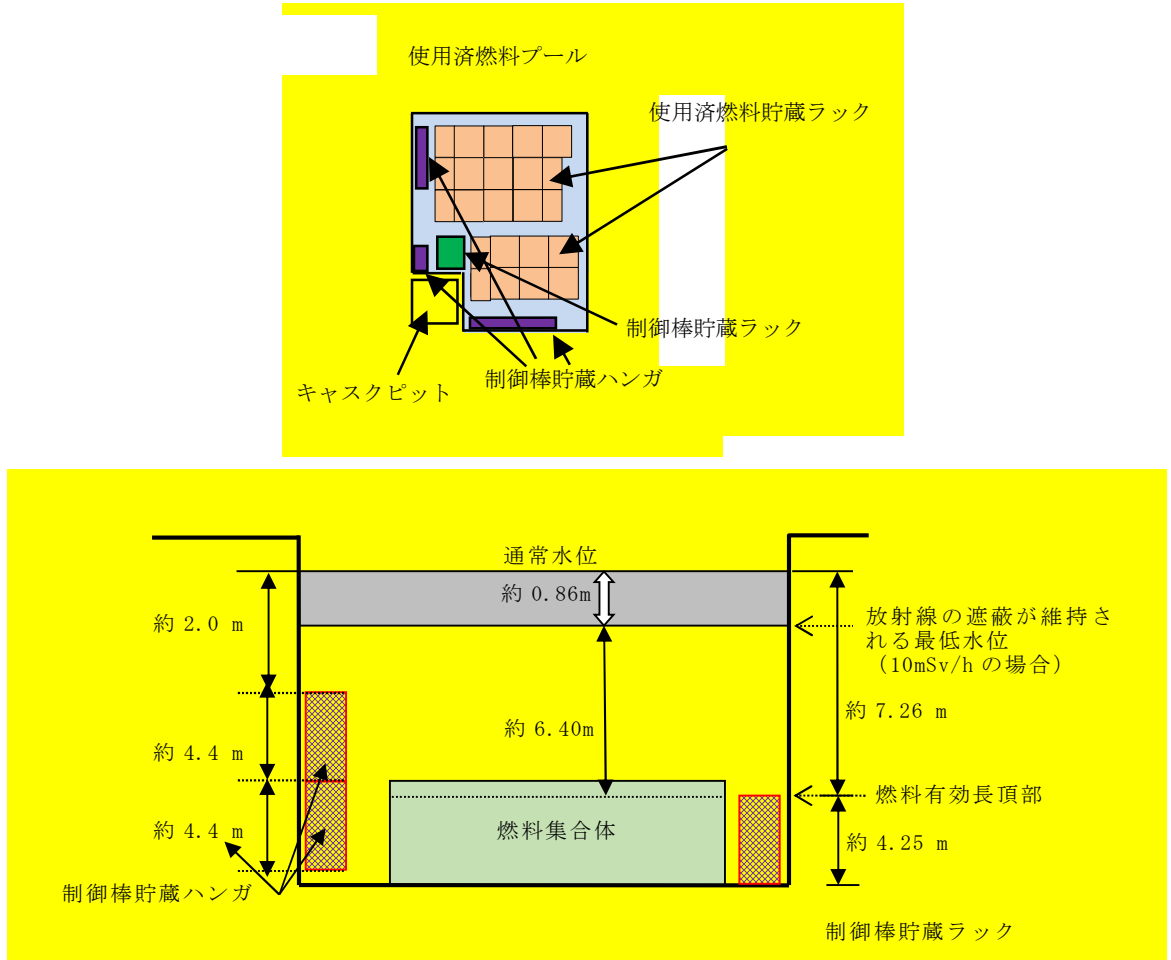 使用済燃料プール
使用済燃料貯蔵ラック
制御棒貯蔵ラック
制御棒貯蔵ハンガ
キャスクピット
通常水位
約 0.86m
約 2.0 m
放射線の遮蔽が維持さ
れる最低水位
(10mSv/h の場合)
約 7.26 m
約 6.40m
約 4.4 m
燃料有効長頂部
燃料集合体
約 4.4 m
約 4.25 m
制御棒貯蔵ハンガ
制御棒貯蔵ラック